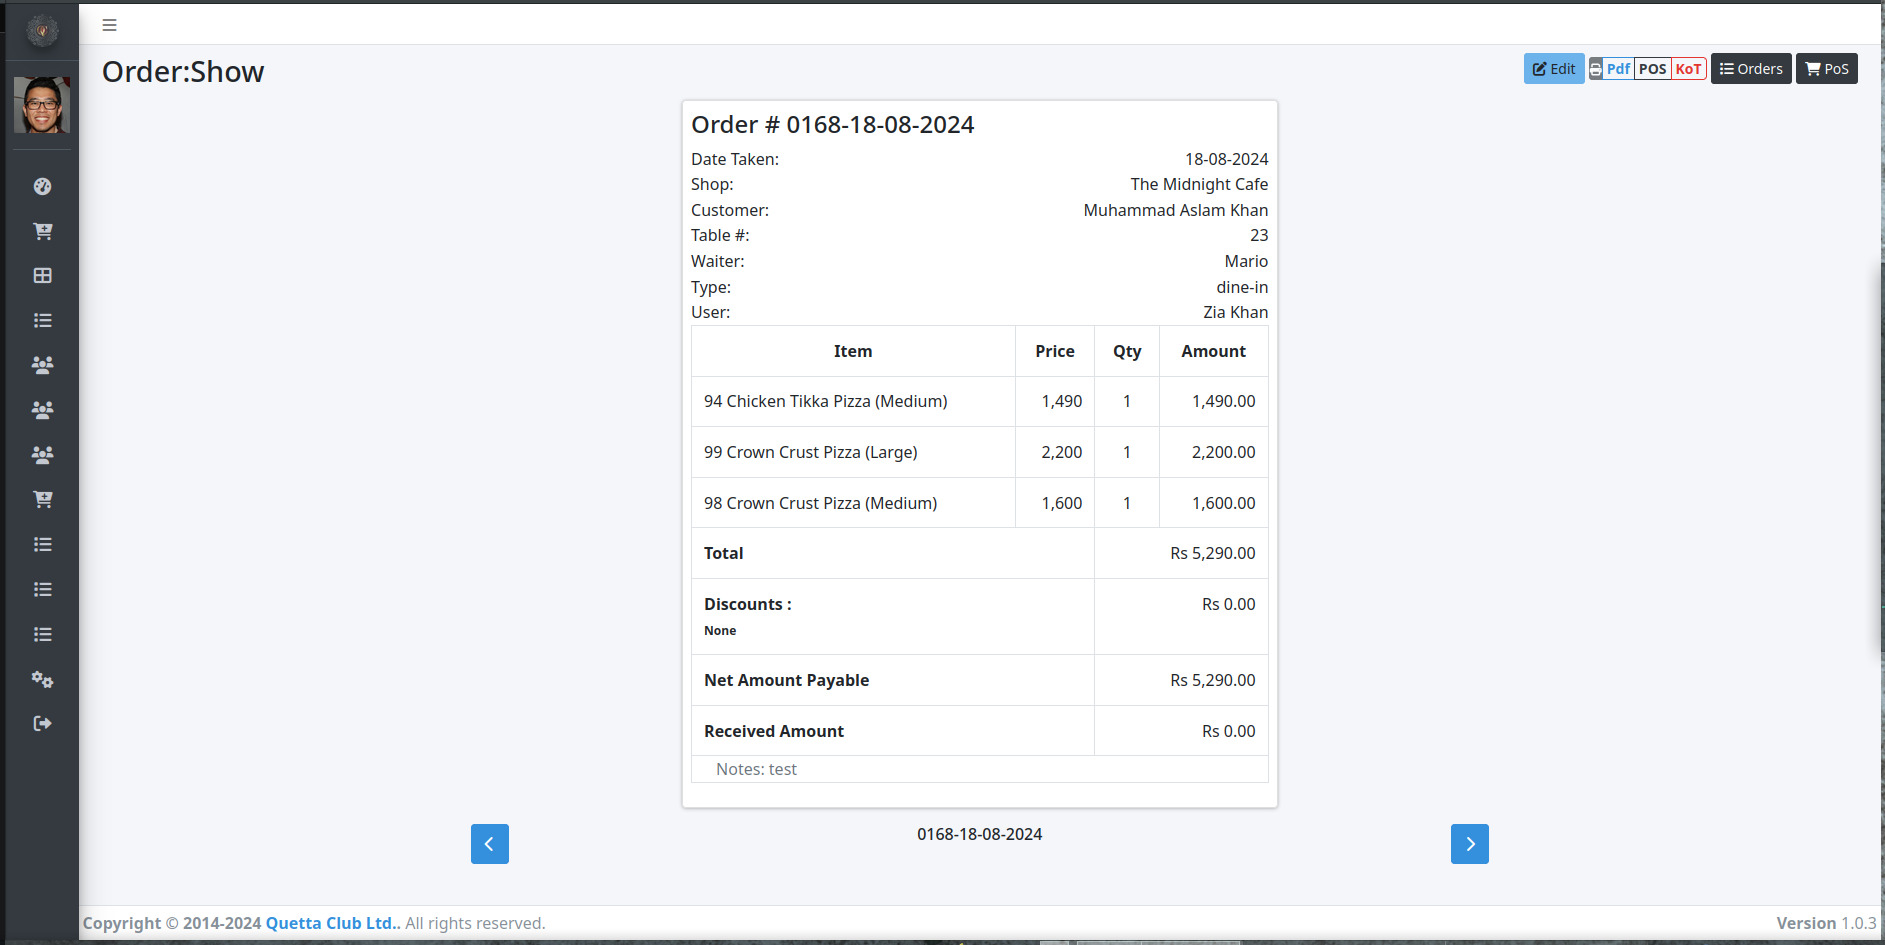 Order:Show
Edit Pdf POS KoT Orders PoS
Order # 0168-18-08-2024
Date Taken: 18-08-2024
Shop: The Midnight Cafe
Customer: Muhammad Aslam Khan
Table #: 23
Waiter: Mario
Type: dine-in
User: Zia Khan
Item Price Qty Amount
94 Chicken Tikka Pizza (Medium) 1,490 1 1,490.00
99 Crown Crust Pizza (Large) 2,200 1 2,200.00
98 Crown Crust Pizza (Medium) 1,600 1 1,600.00
Total Rs 5,290.00
Discounts : Rs 0.00
None
Net Amount Payable Rs 5,290.00
Received Amount Rs 0.00
Notes: test
0168-18-08-2024
Copyright © 2014-2024 Quetta Club Ltd.. All rights reserved. Version 1.0.3